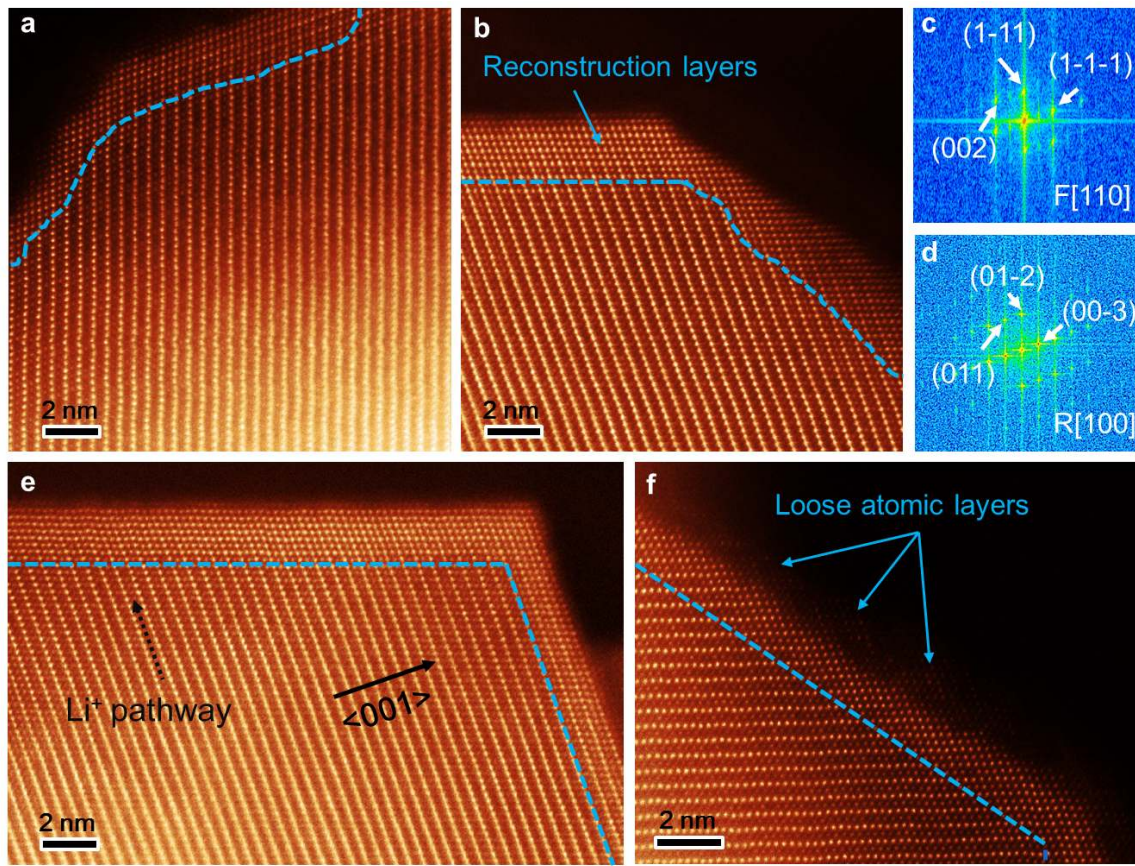 a
2 nm
b
Reconstruction layers
2 nm
c
(1-11)
(1-1-1)
(002)
F[110]
d
(01-2)
(00-3)
(011)
R[100]
e
Li+ pathway
<001>
2 nm
f
Loose atomic layers
2 nm